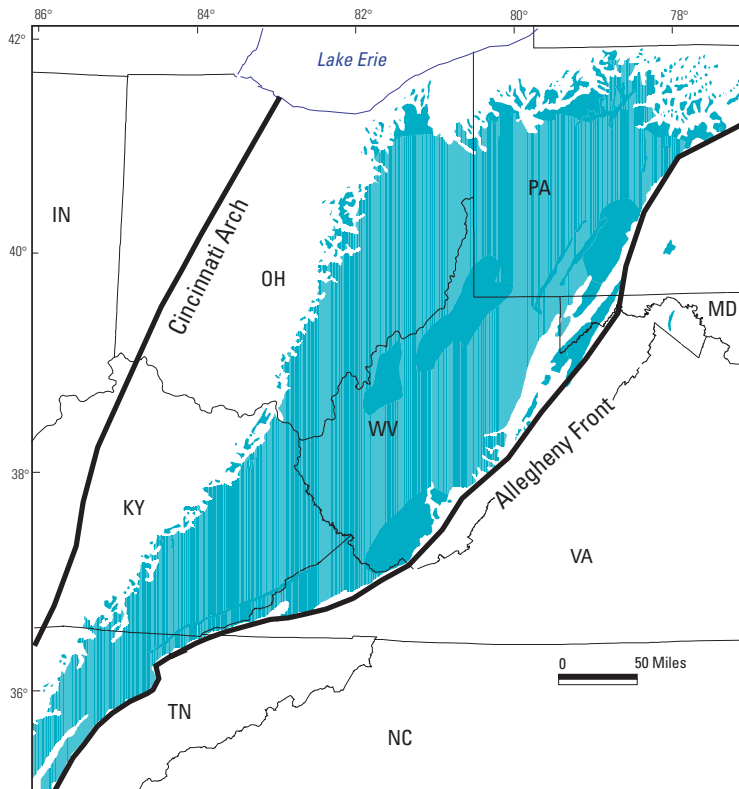 86°
84°
82°
80°
78°
42°
Lake Erie
PA
IN
40°
Cincinnati Arch
OH
MD
WV
Allegheny Front
38°
KY
VA
0 50 Miles
36°
TN
NC